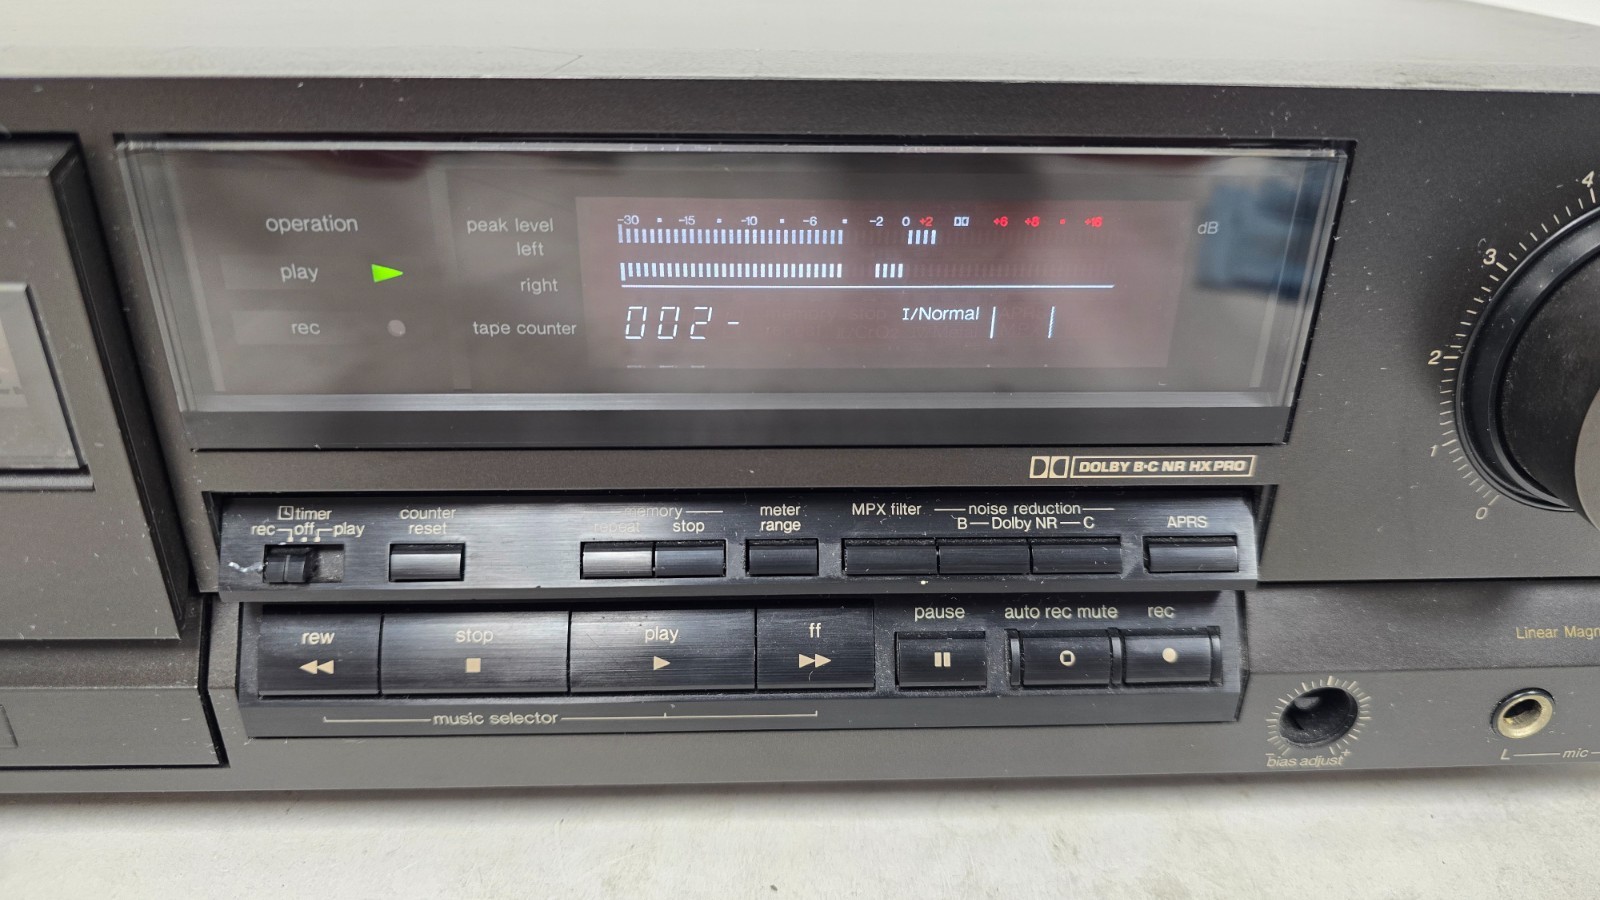 operation
play
rec
peak level
left
right
tape counter
-30 • -15 • -10 • -6 • -2 0 +2 +6 +8 •
dB
002-
I/Normal
DOLBY B·C NR HX PRO
timer
rec off play
counter
reset
memory
repeat stop
meter
range
MPX filter
noise reduction
B—Dolby NR—C
APRS
rew
stop
play
ff
pause
auto rec mute
rec
music selector
4
3
2
1
0
Linear Magn
- bias adjust +
L mic